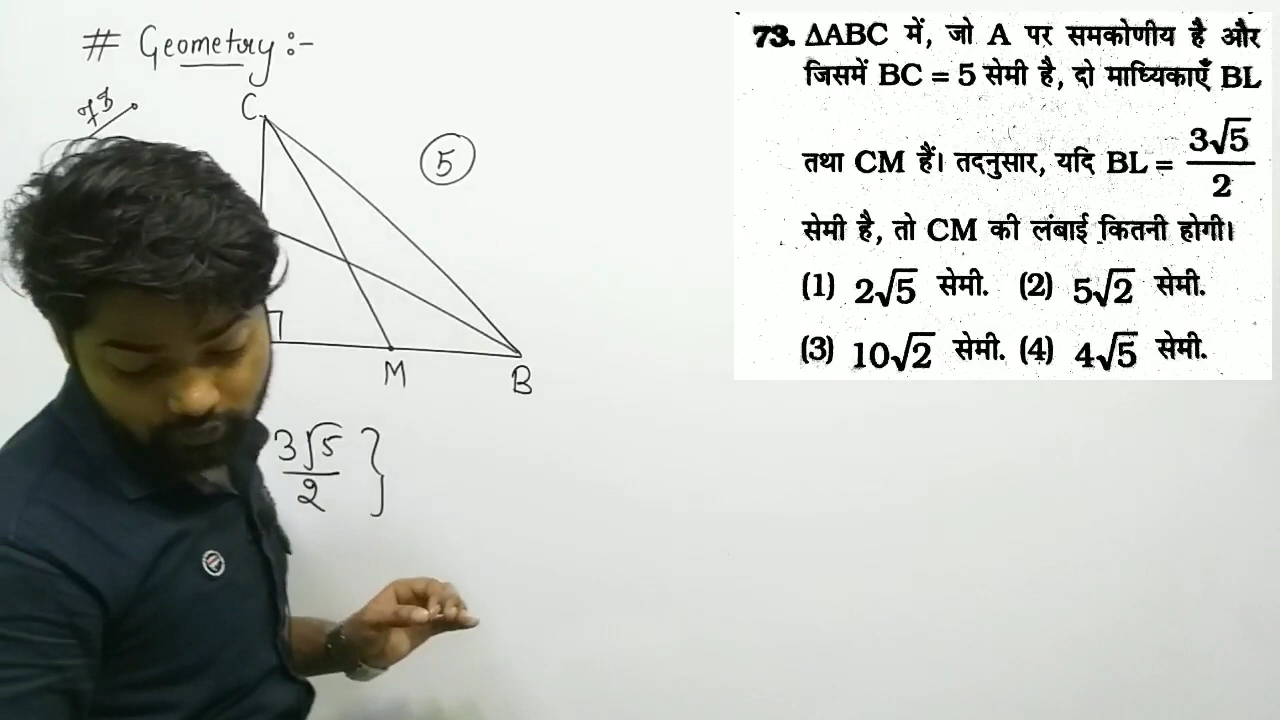 # Geometry :-
73
C
5
M
B
3√5
2
73. ΔABC में, जो A पर समकोणीय है और
जिसमें BC = 5 सेमी है, दो माध्यिकाएँ BL
तथा CM हैं। तदनुसार, यदि BL = 3√5/2
सेमी है, तो CM की लंबाई कितनी होगी।
(1) 2√5 सेमी. (2) 5√2 सेमी.
(3) 10√2 सेमी. (4) 4√5 सेमी.